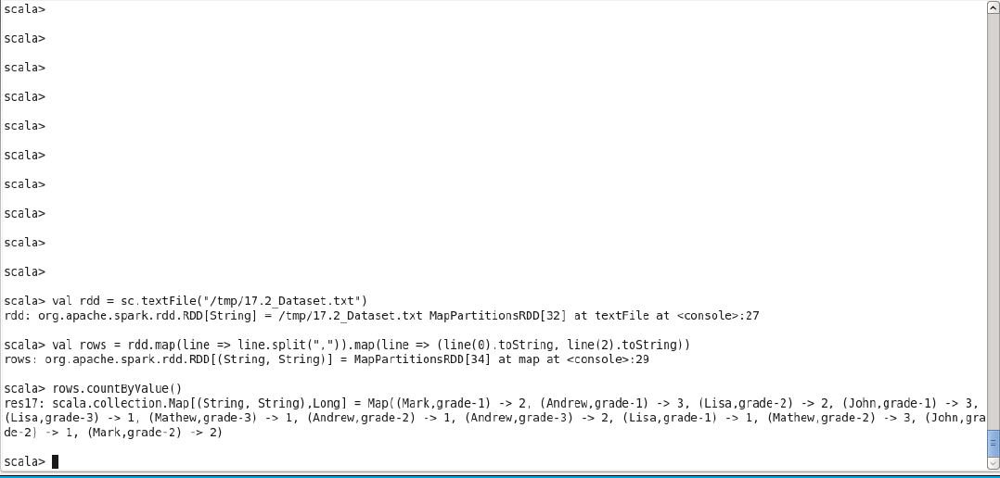 scala>
scala>
scala>
scala>
scala>
scala>
scala>
scala>
scala>
scala>
scala> val rdd = sc.textFile("/tmp/17.2_Dataset.txt")
rdd: org.apache.spark.rdd.RDD[String] = /tmp/17.2_Dataset.txt MapPartitionsRDD[32] at textFile at <console>:27
scala> val rows = rdd.map(line => line.split(",")).map(line => (line(0).toString, line(2).toString))
rows: org.apache.spark.rdd.RDD[(String, String)] = MapPartitionsRDD[34] at map at <console>:29
scala> rows.countByValue()
res17: scala.collection.Map[(String, String),Long] = Map((Mark,grade-1) -> 2, (Andrew,grade-1) -> 3, (Lisa,grade-2) -> 2, (John,grade-1) -> 3,
(Lisa,grade-3) -> 1, (Mathew,grade-3) -> 1, (Andrew,grade-2) -> 1, (Andrew,grade-3) -> 2, (Lisa,grade-1) -> 1, (Mathew,grade-2) -> 3, (John,gra
de-2) -> 1, (Mark,grade-2) -> 2)
scala>